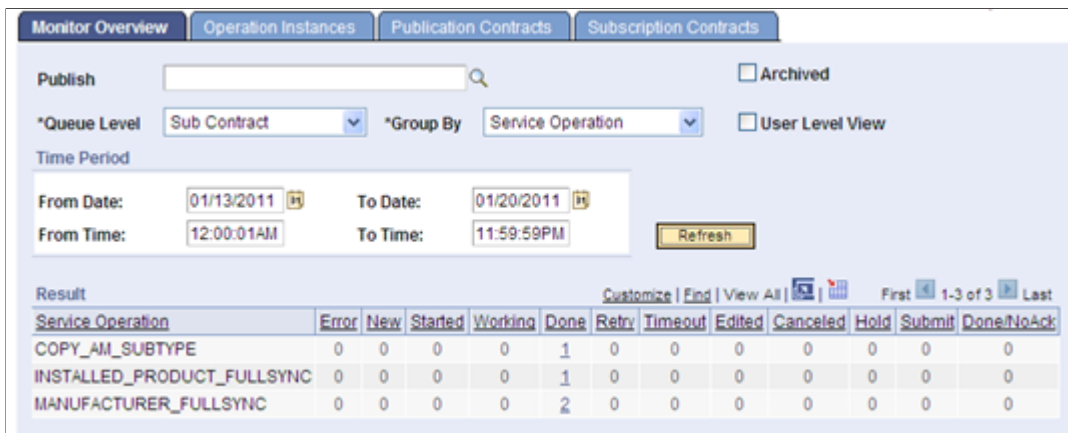 Monitor Overview Operation Instances Publication Contracts Subscription Contracts
Publish Archived
*Queue Level Sub Contract *Group By Service Operation User Level View
Time Period
From Date: 01/13/2011 To Date: 01/20/2011
From Time: 12:00:01AM To Time: 11:59:59PM Refresh
Result Customize | Find | View All | | First 1-3 of 3 Last
Service Operation Error New Started Working Done Retry Timeout Edited Canceled Hold Submit Done/NoAck
COPY_AM_SUBTYPE 0 0 0 0 1 0 0 0 0 0 0 0
INSTALLED_PRODUCT_FULLSYNC 0 0 0 0 1 0 0 0 0 0 0 0
MANUFACTURER_FULLSYNC 0 0 0 0 2 0 0 0 0 0 0 0